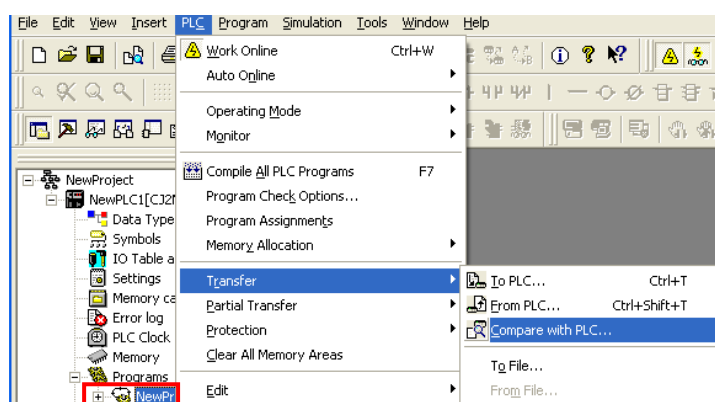 File Edit View Insert PLC Program Simulation Tools Window Help
Work Online Ctrl+W
Auto Online
Operating Mode
Monitor
Compile All PLC Programs F7
Program Check Options...
Program Assignments
Memory Allocation
Transfer
Partial Transfer
Protection
Clear All Memory Areas
Edit
To PLC... Ctrl+T
From PLC... Ctrl+Shift+T
Compare with PLC...
To File...
From File...
NewProject
NewPLC1[CJ2M
Data Type
Symbols
IO Table a
Settings
Memory ca
Error log
PLC Clock
Memory
Programs
NewPr